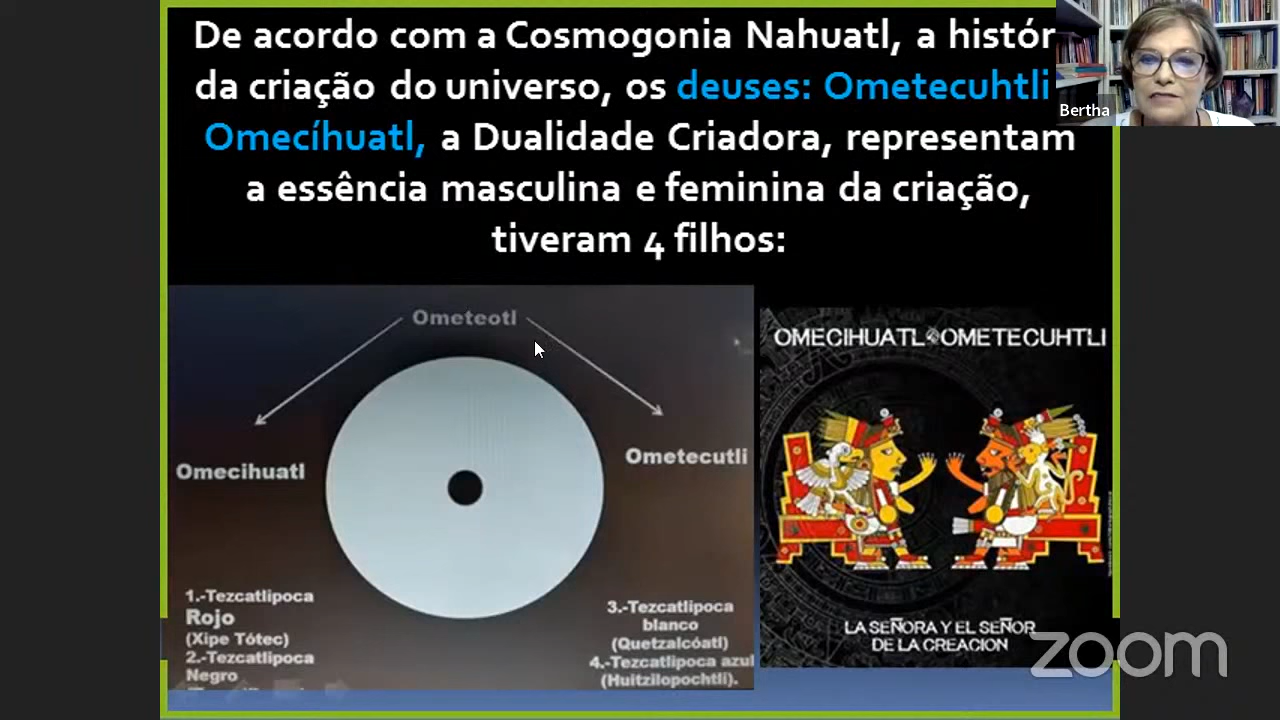 De acordo com a Cosmogonia Nahuatl, a histór
da criação do universo, os deuses: Ometecuhtli
Omecíhuatl, a Dualidade Criadora, representam
a essência masculina e feminina da criação,
tiveram 4 filhos:
Bertha
Ometeotl
Omecihuatl
Ometecutli
1.-Tezcatlipoca
Rojo
(Xipe Tótec)
2.-Tezcatlipoca
Negro
3.-Tezcatlipoca
blanco
(Quetzalcóatl)
4.-Tezcatlipoca azul
(Huitzilopochtli).
OMECIHUATL OMETECUHTLI
LA SEÑORA Y EL SEÑOR
DE LA CREACION
zoom